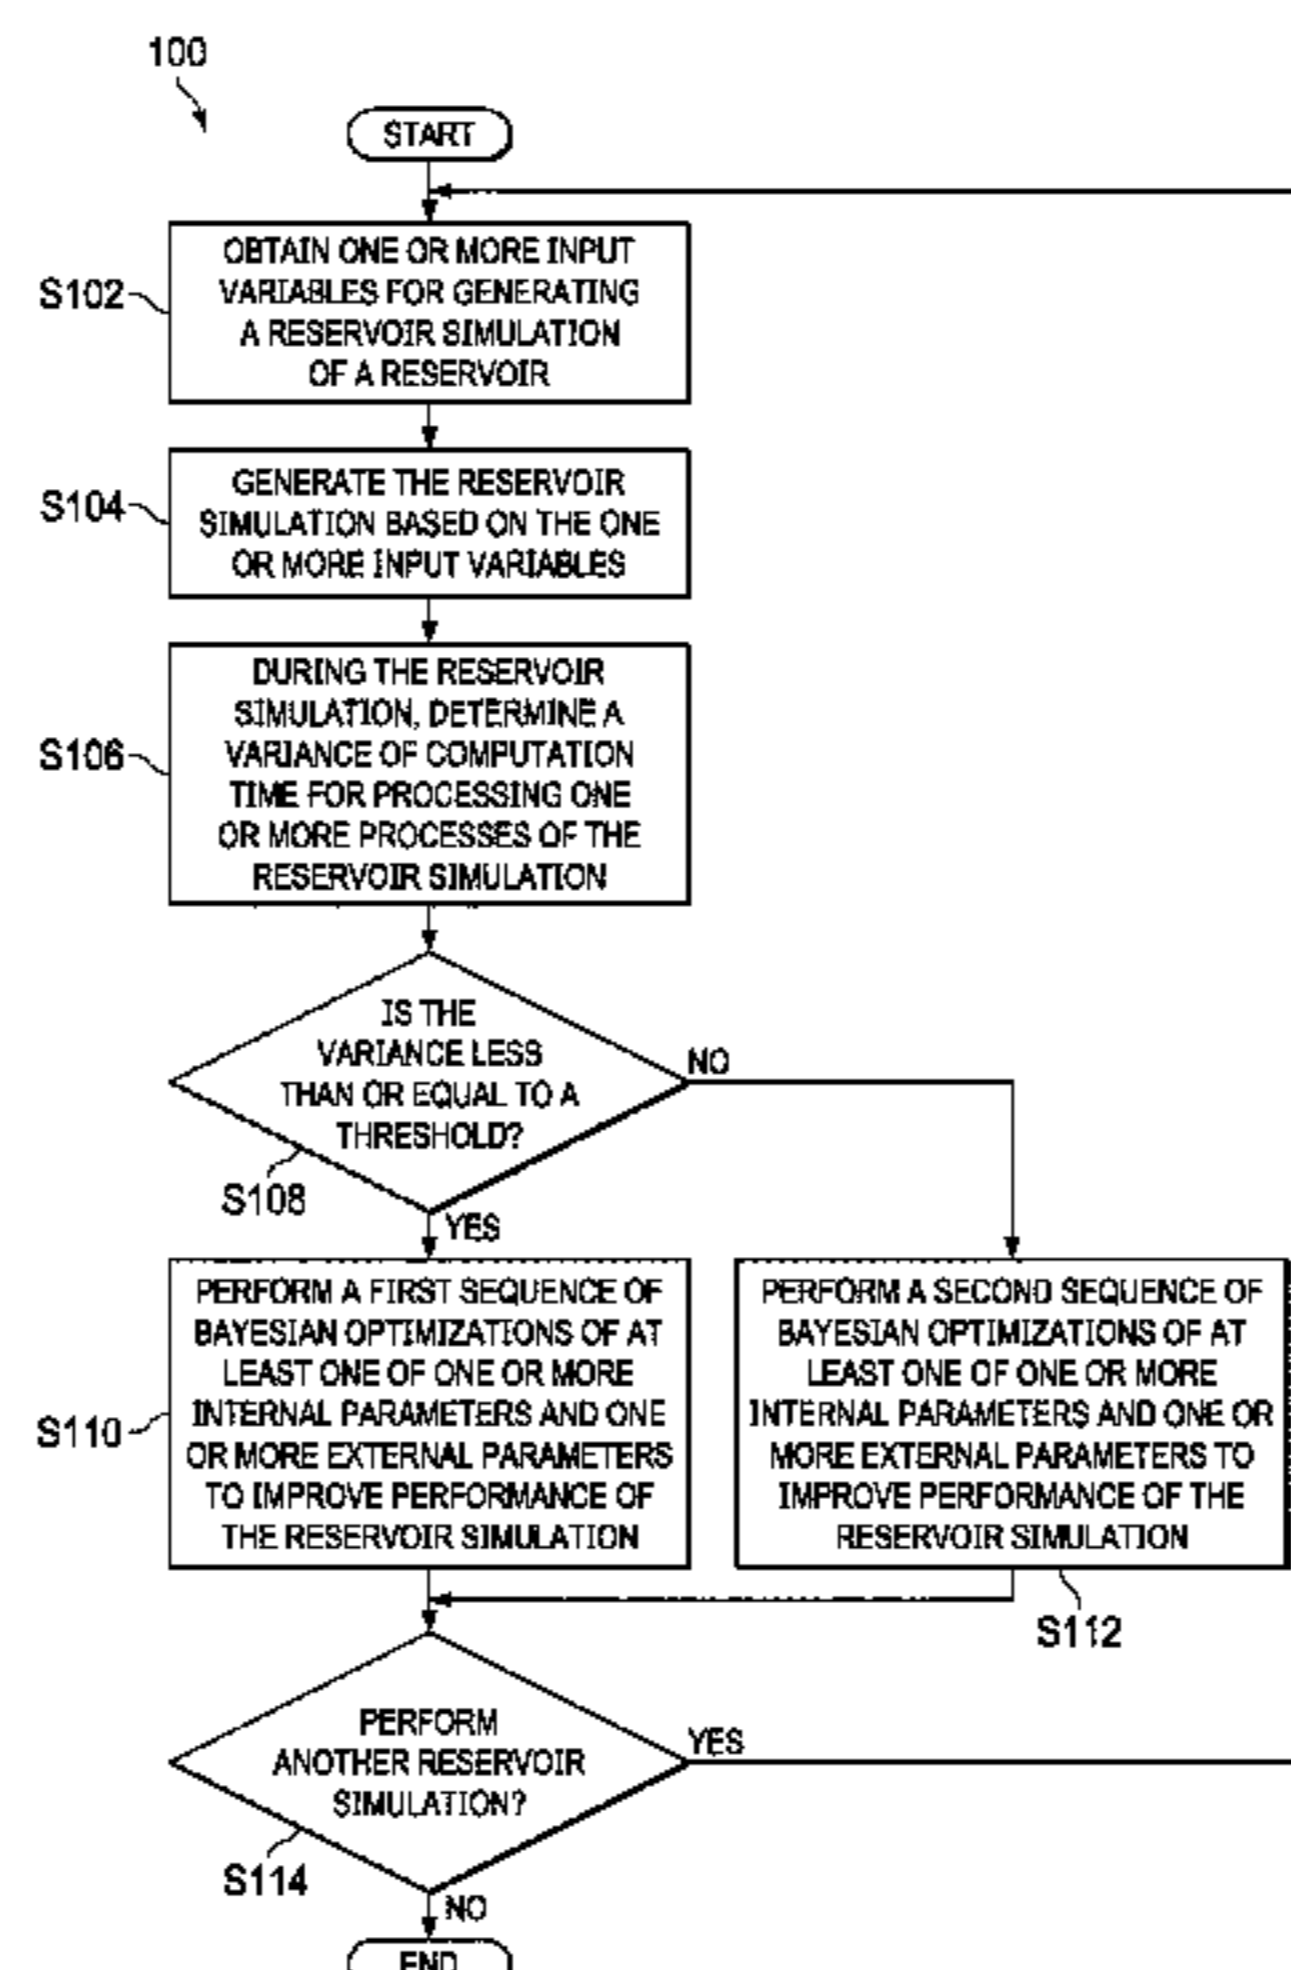 100
START
S102
OBTAIN ONE OR MORE INPUT
VARIABLES FOR GENERATING
A RESERVOIR SIMULATION
OF A RESERVOIR
S104
GENERATE THE RESERVOIR
SIMULATION BASED ON THE ONE
OR MORE INPUT VARIABLES
S106
DURING THE RESERVOIR
SIMULATION, DETERMINE A
VARIANCE OF COMPUTATION
TIME FOR PROCESSING ONE
OR MORE PROCESSES OF THE
RESERVOIR SIMULATION
IS THE
VARIANCE LESS
THAN OR EQUAL TO A
THRESHOLD?
NO
S108
YES
S110
PERFORM A FIRST SEQUENCE OF
BAYESIAN OPTIMIZATIONS OF AT
LEAST ONE OF ONE OR MORE
INTERNAL PARAMETERS AND ONE
OR MORE EXTERNAL PARAMETERS
TO IMPROVE PERFORMANCE OF
THE RESERVOIR SIMULATION
PERFORM A SECOND SEQUENCE OF
BAYESIAN OPTIMIZATIONS OF AT
LEAST ONE OF ONE OR MORE
INTERNAL PARAMETERS AND ONE OR
MORE EXTERNAL PARAMETERS TO
IMPROVE PERFORMANCE OF THE
RESERVOIR SIMULATION
S112
PERFORM
ANOTHER RESERVOIR
SIMULATION?
YES
S114
NO
END